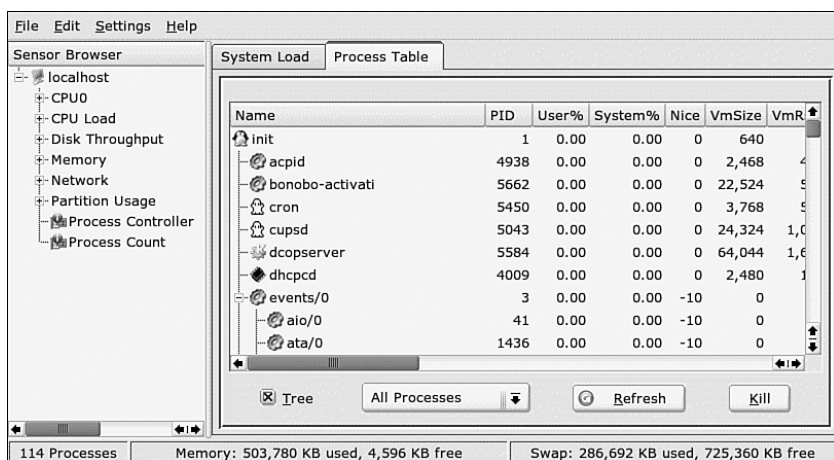 File Edit Settings Help
Sensor Browser
localhost
CPU0
CPU Load
Disk Throughput
Memory
Network
Partition Usage
Process Controller
Process Count
System Load Process Table
Name PID User% System% Nice VmSize VmR
init 1 0.00 0.00 0 640
acpid 4938 0.00 0.00 0 2,468
bonobo-activati 5662 0.00 0.00 0 22,524
cron 5450 0.00 0.00 0 3,768
cupsd 5043 0.00 0.00 0 24,324 1,0
dcopserver 5584 0.00 0.00 0 64,044 1,6
dhcpcd 4009 0.00 0.00 0 2,480
events/0 3 0.00 0.00 -10 0
aio/0 41 0.00 0.00 -10 0
ata/0 1436 0.00 0.00 -10 0
Tree All Processes Refresh Kill
114 Processes Memory: 503,780 KB used, 4,596 KB free Swap: 286,692 KB used, 725,360 KB free